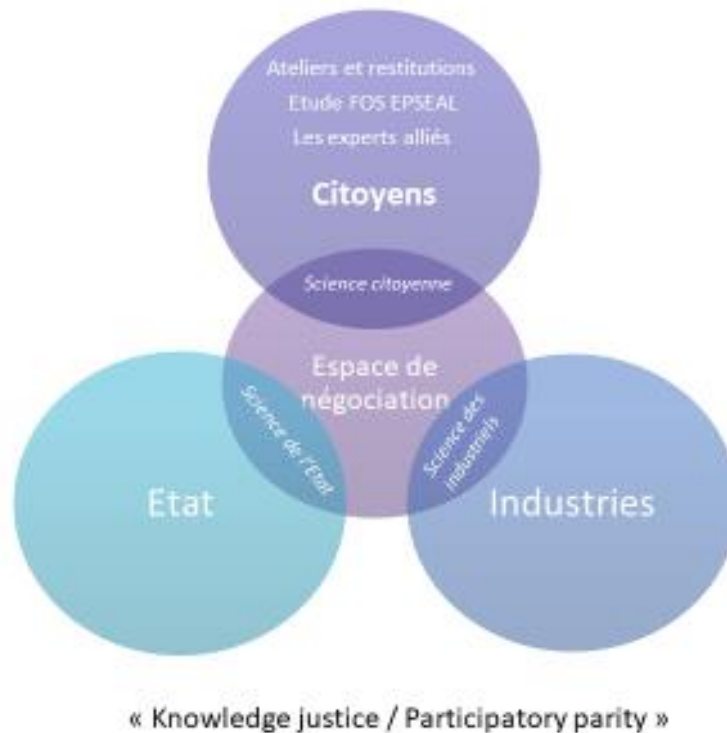 Ateliers et restitutions
Etude FOS EPSEAL
Les experts alliés
Citoyens
Science citoyenne
Espace de
négociation
Science de l'Etat
Science des
industriels
Etat
Industries
« Knowledge justice / Participatory parity »